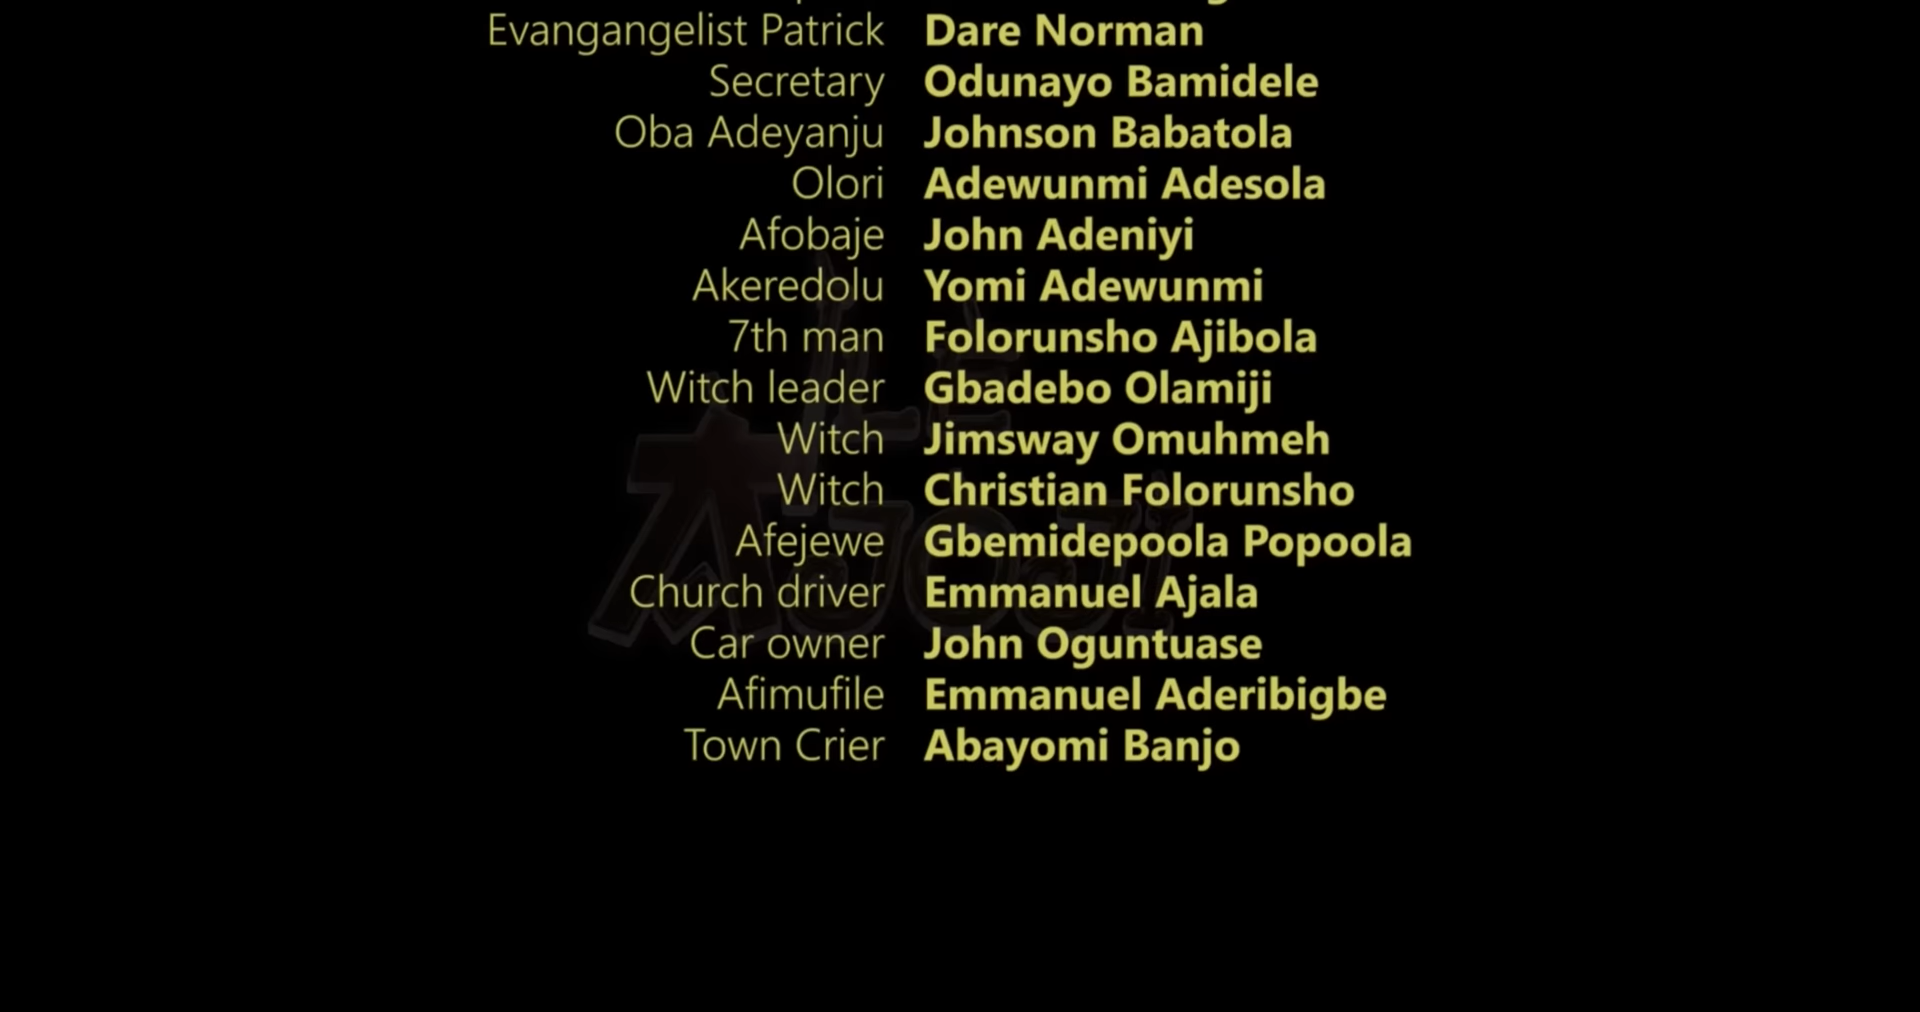 Evangangelist Patrick Dare Norman
Secretary Odunayo Bamidele
Oba Adeyanju Johnson Babatola
Olori Adewunmi Adesola
Afobaje John Adeniyi
Akeredolu Yomi Adewunmi
7th man Folorunsho Ajibola
Witch leader Gbadebo Olamiji
Witch Jimsway Omuhmeh
Witch Christian Folorunsho
Afejewe Gbemidepoola Popoola
Church driver Emmanuel Ajala
Car owner John Oguntuase
Afimufile Emmanuel Aderibigbe
Town Crier Abayomi Banjo